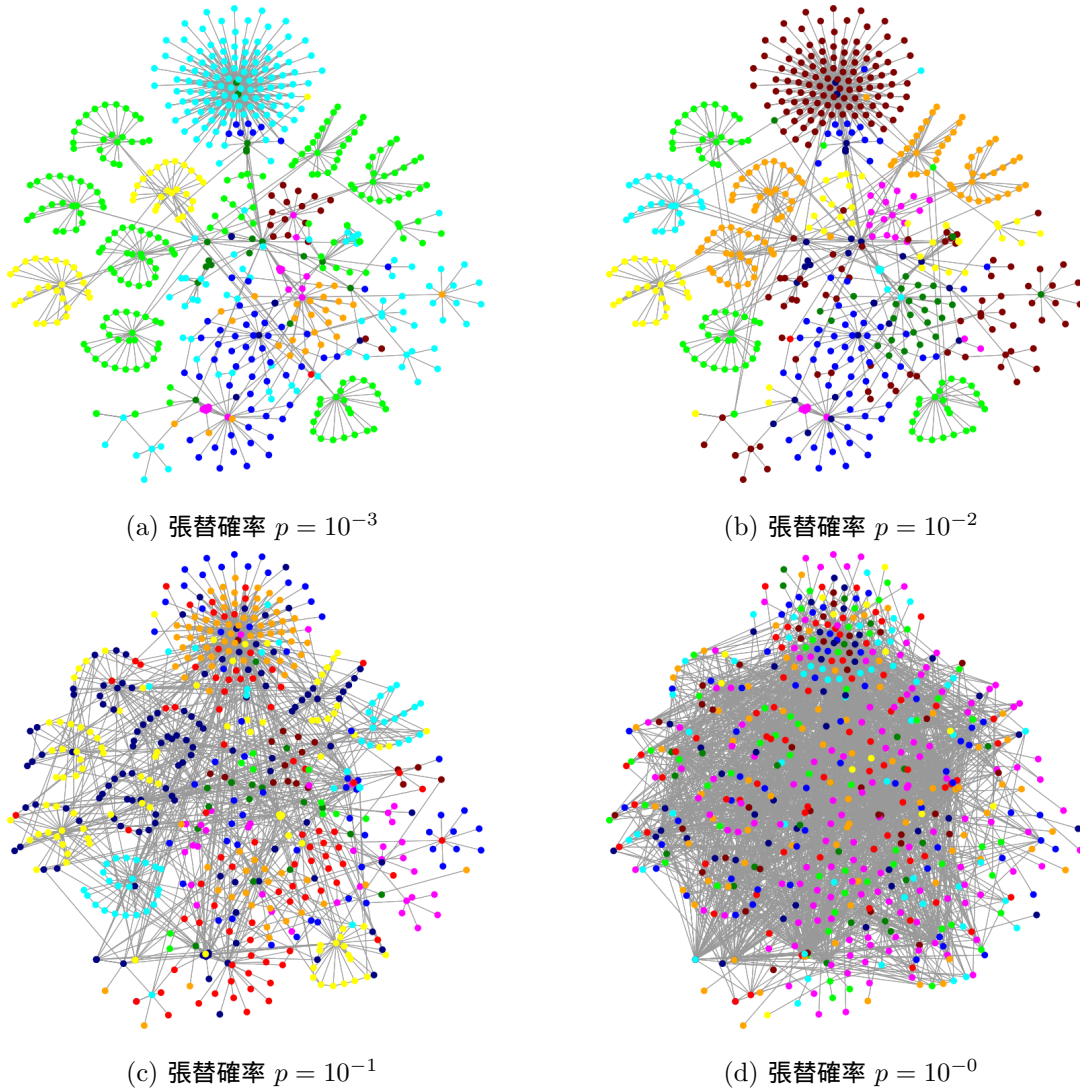 (a) 張替確率 p = 10^{-3}
(b) 張替確率 p = 10^{-2}
(c) 張替確率 p = 10^{-1}
(d) 張替確率 p = 10^{-0}